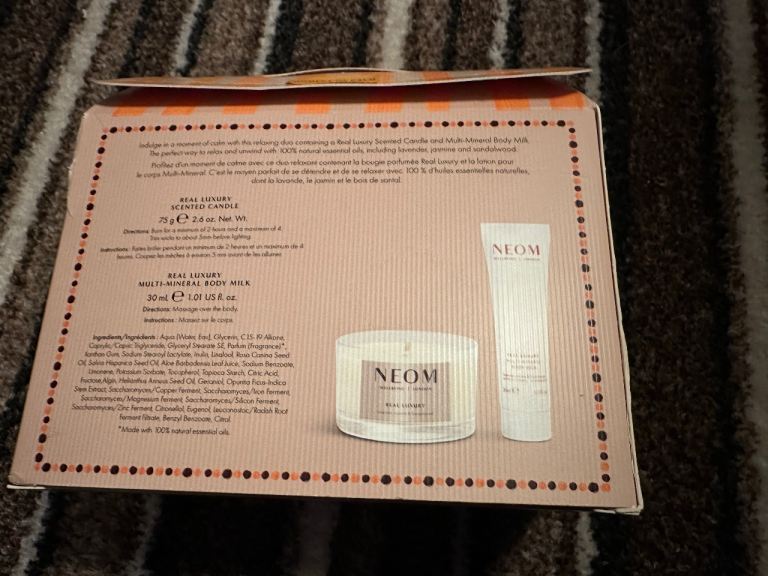 Indulge in a moment of calm with this relaxing duo containing a Real Luxury Scented Candle and Multi-Mineral Body Milk.
The perfect way to relax and unwind with 100% natural essential oils, including lavender, jasmine and sandalwood.
Profitez d'un moment de calme avec ce duo relaxant contenant la bougie parfumée Real Luxury et la lotion pour
le corps Multi-Mineral. C'est le moyen parfait de se détendre et de se relaxer avec 100 % d'huiles essentielles naturelles,
dont la lavande, le jasmin et le bois de santal.
REAL LUXURY
SCENTED CANDLE
75 g ℮ 2.6 oz. Net. Wt.
Directions: Burn for a minimum of 2 hours and a maximum of 4.
Trim wicks to about 5mm before lighting.
Instructions: Faites brûler pendant un minimum de 2 heures et un maximum de 4
heures. Coupez les mèches à environ 5 mm avant de les allumer.
REAL LUXURY
MULTI-MINERAL BODY MILK
30 mL ℮ 1.01 US fl. oz.
Directions: Massage over the body.
Instructions: Massez sur le corps.
Ingredients/Ingrédients: Aqua [Water, Eau], Glycerin, C15-19 Alkane,
Caprylic/Capric Triglyceride, Glyceryl Stearate SE, Parfum (Fragrance)*,
Xanthan Gum, Sodium Stearoyl Lactylate, Inulin, Linalool, Rosa Canina Seed
Oil, Salvia Hispanica Seed Oil, Aloe Barbadensis Leaf Juice, Sodium Benzoate,
Limonene, Potassium Sorbate, Tocopherol, Tapioca Starch, Citric Acid,
Fructose, Algin, Helianthus Annuus Seed Oil, Geraniol, Opuntia Ficus-Indica
Stem Extract, Saccharomyces/Copper Ferment, Saccharomyces/Iron Ferment,
Saccharomyces/Magnesium Ferment, Saccharomyces/Silicon Ferment,
Saccharomyces/Zinc Ferment, Citronellol, Eugenol, Leuconostoc/Radish Root
Ferment Filtrate, Benzyl Benzoate, Citral.
*Made with 100% natural essential oils.
NEOM
WELLBEING LONDON
REAL LUXURY
NEOM
WELLBEING LONDON
REAL LUXURY